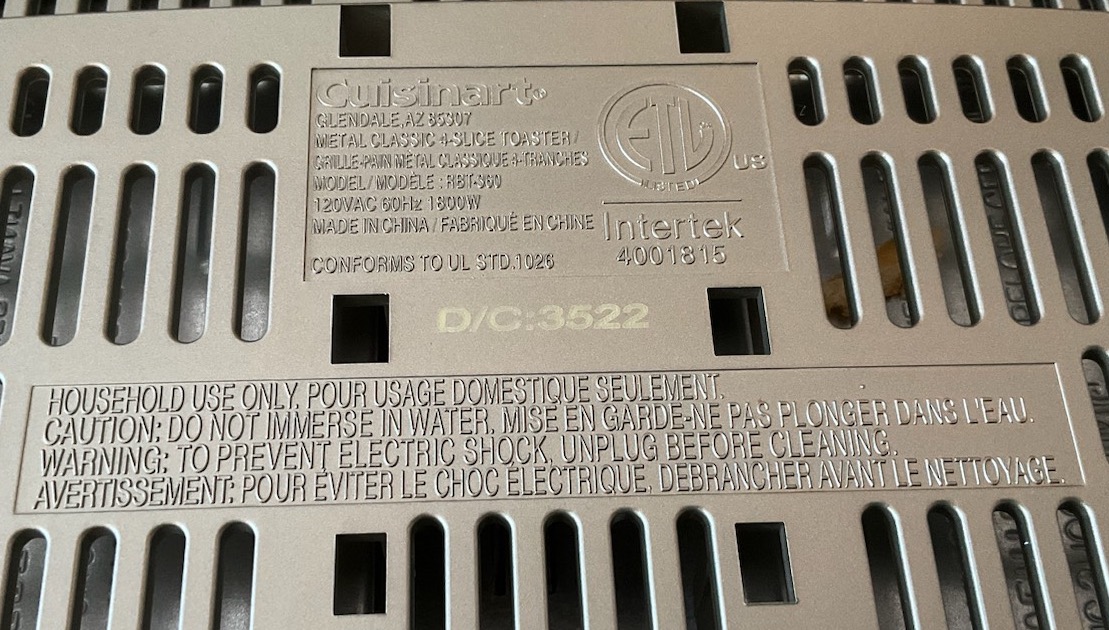 Cuisinart®
GLENDALE, AZ 85307
METAL CLASSIC 4-SLICE TOASTER /
GRILLE-PAIN MÉTAL CLASSIQUE 4-TRANCHES
MODEL / MODÈLE : RBT-360
120VAC 60Hz 1800W
MADE IN CHINA / FABRIQUÉ EN CHINE
CONFORMS TO UL STD.1026
ETL
LISTED
US
Intertek
4001815
D/C:3522
HOUSEHOLD USE ONLY. POUR USAGE DOMESTIQUE SEULEMENT.
CAUTION: DO NOT IMMERSE IN WATER. MISE EN GARDE-NE PAS PLONGER DANS L'EAU.
WARNING: TO PREVENT ELECTRIC SHOCK, UNPLUG BEFORE CLEANING.
AVERTISSEMENT: POUR ÉVITER LE CHOC ÉLECTRIQUE, DÉBRANCHER AVANT LE NETTOYAGE.